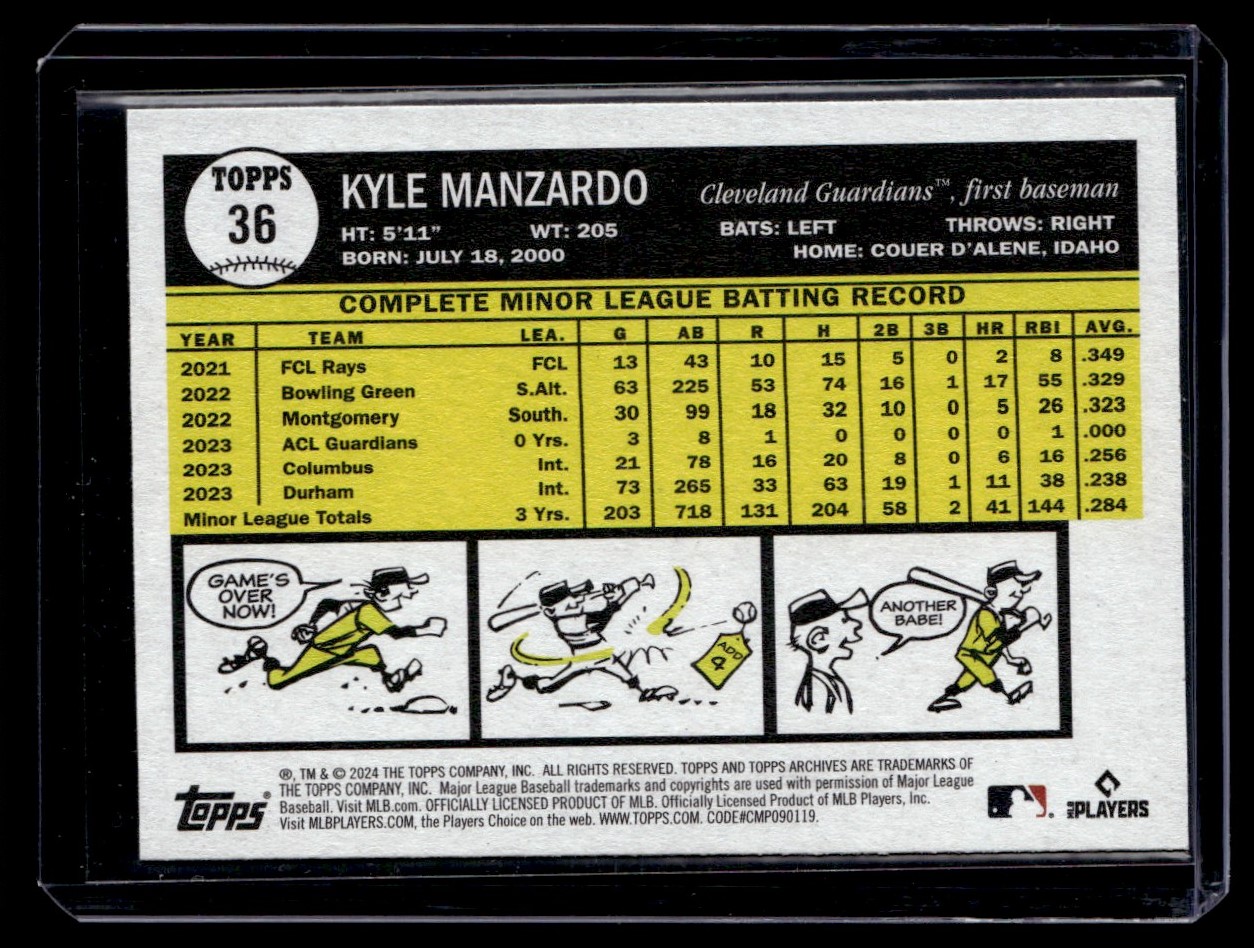 TOPPS
36
KYLE MANZARDO
Cleveland Guardians™, first baseman
HT: 5'11" WT: 205 BATS: LEFT THROWS: RIGHT
BORN: JULY 18, 2000 HOME: COUER D'ALENE, IDAHO
COMPLETE MINOR LEAGUE BATTING RECORD
YEAR TEAM LEA. G AB R H 2B 3B HR RBI AVG.
2021 FCL Rays FCL 13 43 10 15 5 0 2 8 .349
2022 Bowling Green S.Alt. 63 225 53 74 16 1 17 55 .329
2022 Montgomery South. 30 99 18 32 10 0 5 26 .323
2023 ACL Guardians 0 Yrs. 3 8 1 0 0 0 0 1 .000
2023 Columbus Int. 21 78 16 20 8 0 6 16 .256
2023 Durham Int. 73 265 33 63 19 1 11 38 .238
Minor League Totals 3 Yrs. 203 718 131 204 58 2 41 144 .284
GAME'S
OVER
NOW!
ADD
4
ANOTHER
BABE!
®, TM & © 2024 THE TOPPS COMPANY, INC. ALL RIGHTS RESERVED. TOPPS AND TOPPS ARCHIVES ARE TRADEMARKS OF
THE TOPPS COMPANY, INC. Major League Baseball trademarks and copyrights are used with permission of Major League
Baseball. Visit MLB.com. OFFICIALLY LICENSED PRODUCT OF MLB. Officially Licensed Product of MLB Players, Inc.
Visit MLBPLAYERS.COM, the Players Choice on the web. WWW.TOPPS.COM. CODE#CMP090119.
Topps®
MLB PLAYERS